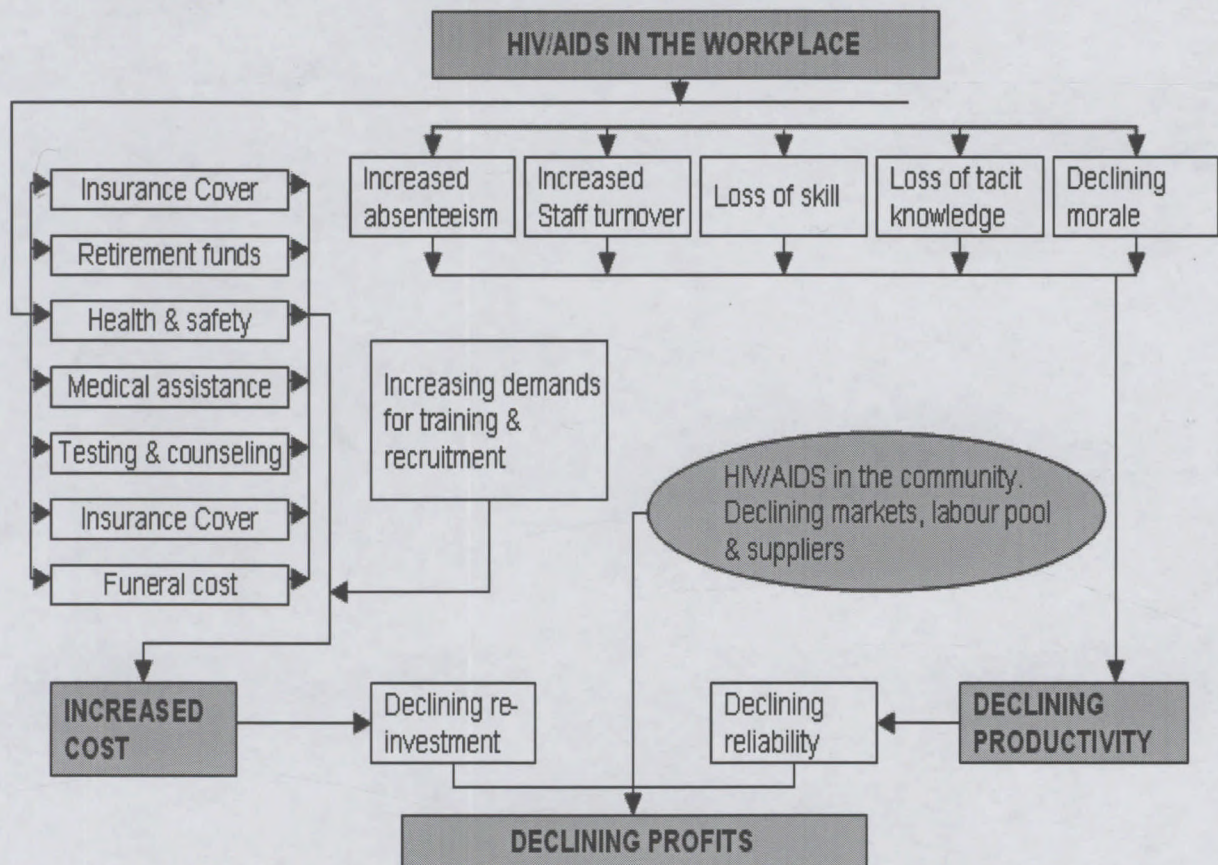 HIV/AIDS IN THE WORKPLACE
Increased
absenteeism
Increased
Staff turnover
Loss of skill
Loss of tacit
knowledge
Declining
morale
Insurance Cover
Retirement funds
Health & safety
Medical assistance
Testing & counseling
Insurance Cover
Funeral cost
Increasing demands
for training &
recruitment
HIV/AIDS in the community.
Declining markets, labour pool
& suppliers
INCREASED
COST
Declining re-
investment
Declining
reliability
DECLINING
PRODUCTIVITY
DECLINING PROFITS